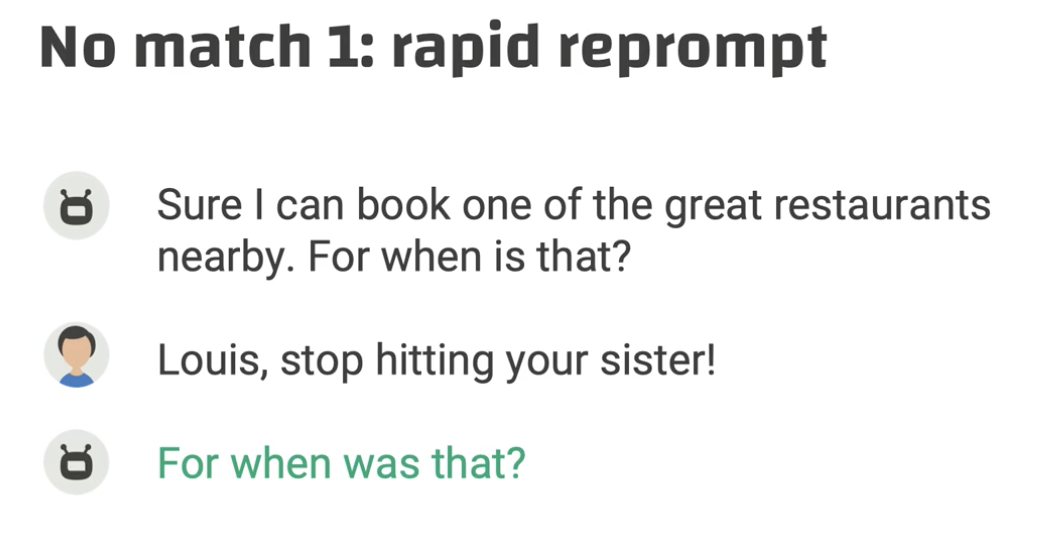 No match 1: rapid reprompt
Sure I can book one of the great restaurants
nearby. For when is that?
Louis, stop hitting your sister!
For when was that?